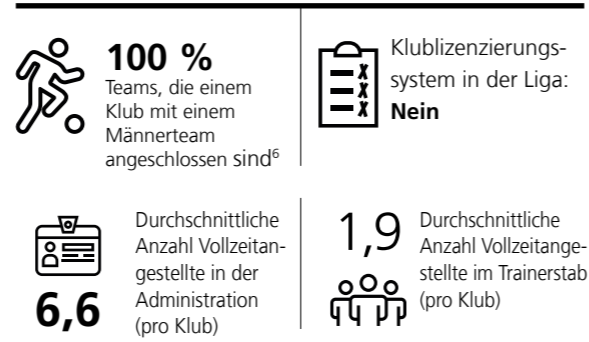 100 %
Teams, die einem
Klub mit einem
Männerteam
angeschlossen sind⁶
Klublizenzierungs-
system in der Liga:
Nein
Durchschnittliche
Anzahl Vollzeitan-
gestellte in der
Administration
(pro Klub)
6,6
1,9
Durchschnittliche
Anzahl Vollzeitange-
stellte im Trainerstab
(pro Klub)